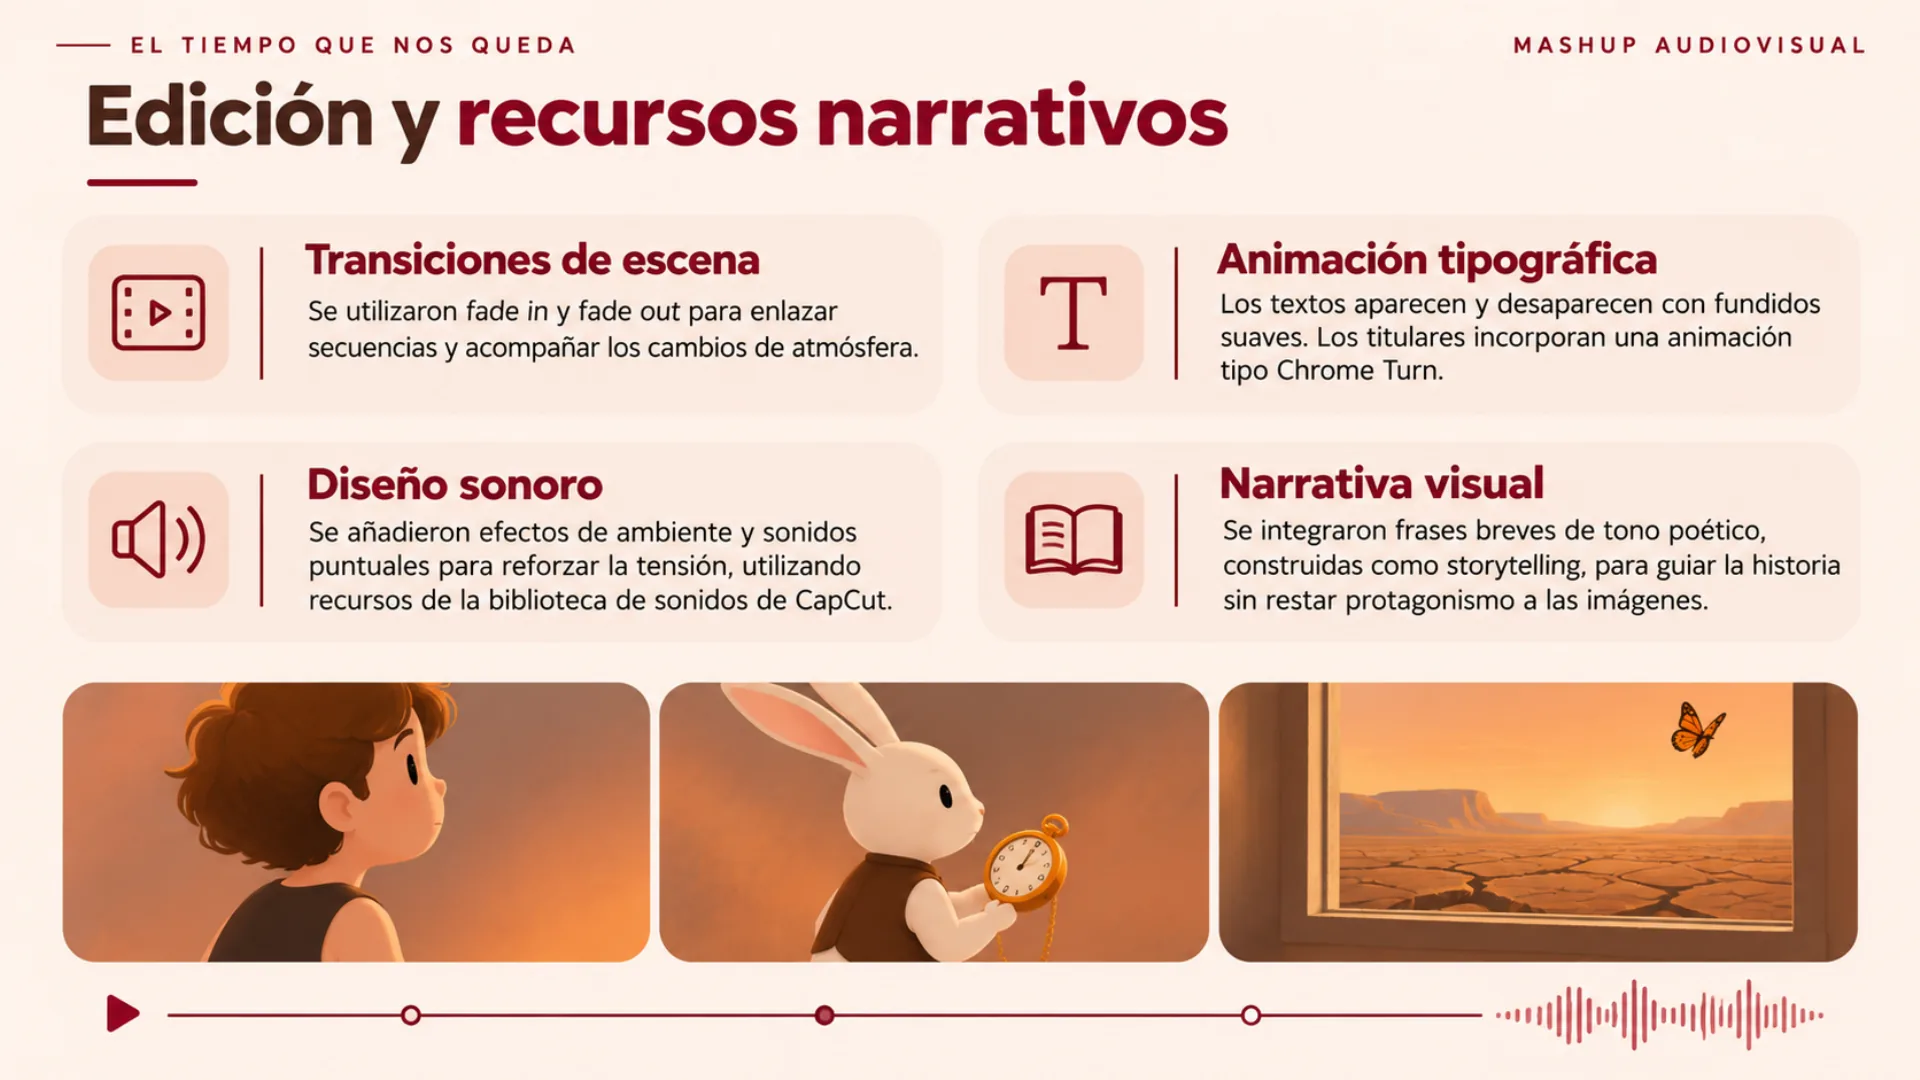 EL TIEMPO QUE NOS QUEDA
MASHUP AUDIOVISUAL
Edición y recursos narrativos
Transiciones de escena
Se utilizaron fade in y fade out para enlazar
secuencias y acompañar los cambios de atmósfera.
Animación tipográfica
Los textos aparecen y desaparecen con fundidos
suaves. Los titulares incorporan una animación
tipo Chrome Turn.
Diseño sonoro
Se añadieron efectos de ambiente y sonidos
puntuales para reforzar la tensión, utilizando
recursos de la biblioteca de sonidos de CapCut.
Narrativa visual
Se integraron frases breves de tono poético,
construidas como storytelling, para guiar la historia
sin restar protagonismo a las imágenes.